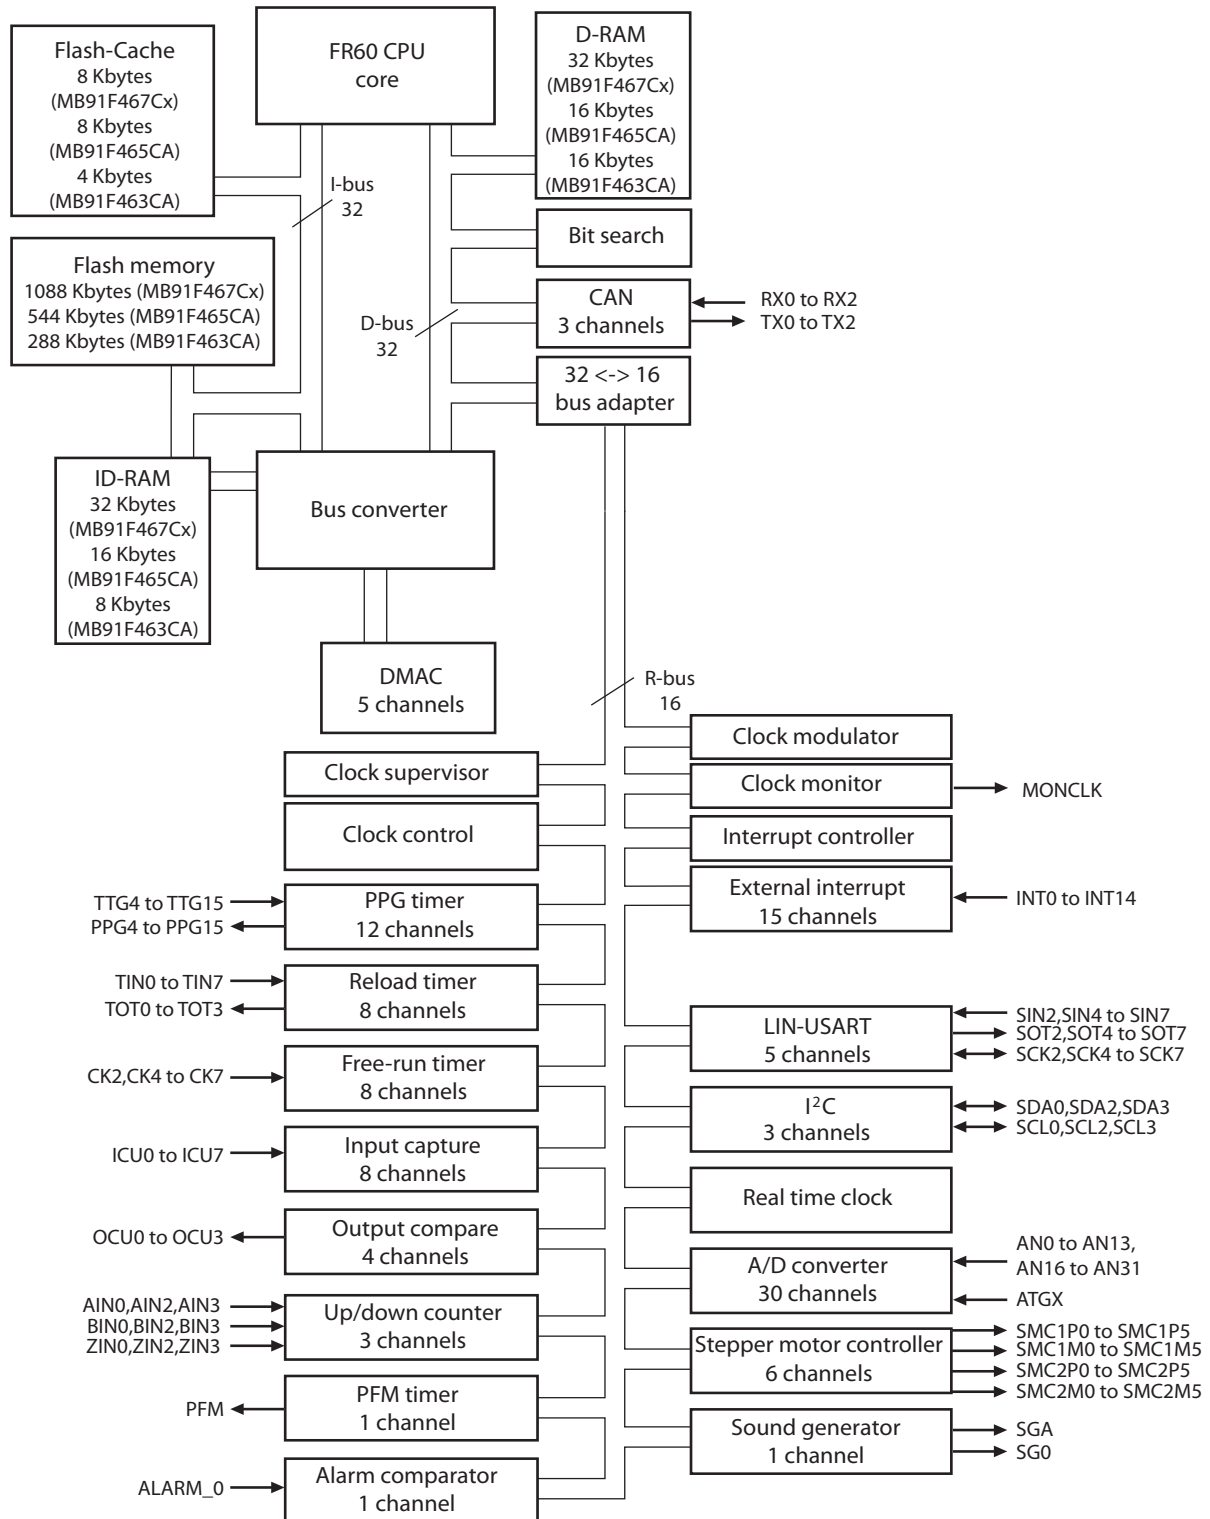 Flash-Cache
8 Kbytes
(MB91F467Cx)
8 Kbytes
(MB91F465CA)
4 Kbytes
(MB91F463CA)
FR60 CPU
core
D-RAM
32 Kbytes
(MB91F467Cx)
16 Kbytes
(MB91F465CA)
16 Kbytes
(MB91F463CA)
I-bus
32
Bit search
Flash memory
1088 Kbytes (MB91F467Cx)
544 Kbytes (MB91F465CA)
288 Kbytes (MB91F463CA)
D-bus
32
CAN
3 channels
RX0 to RX2
TX0 to TX2
32 <-> 16
bus adapter
ID-RAM
32 Kbytes
(MB91F467Cx)
16 Kbytes
(MB91F465CA)
8 Kbytes
(MB91F463CA)
Bus converter
DMAC
5 channels
R-bus
16
Clock supervisor
Clock control
TTG4 to TTG15
PPG4 to PPG15
PPG timer
12 channels
TIN0 to TIN7
TOT0 to TOT3
Reload timer
8 channels
CK2,CK4 to CK7
Free-run timer
8 channels
ICU0 to ICU7
Input capture
8 channels
OCU0 to OCU3
Output compare
4 channels
AIN0,AIN2,AIN3
BIN0,BIN2,BIN3
ZIN0,ZIN2,ZIN3
Up/down counter
3 channels
PFM
PFM timer
1 channel
ALARM_0
Alarm comparator
1 channel
Clock modulator
Clock monitor
MONCLK
Interrupt controller
External interrupt
15 channels
INT0 to INT14
LIN-USART
5 channels
SIN2,SIN4 to SIN7
SOT2,SOT4 to SOT7
SCK2,SCK4 to SCK7
I²C
3 channels
SDA0,SDA2,SDA3
SCL0,SCL2,SCL3
Real time clock
A/D converter
30 channels
AN0 to AN13,
AN16 to AN31
ATGX
Stepper motor controller
6 channels
SMC1P0 to SMC1P5
SMC1M0 to SMC1M5
SMC2P0 to SMC2P5
SMC2M0 to SMC2M5
Sound generator
1 channel
SGA
SG0